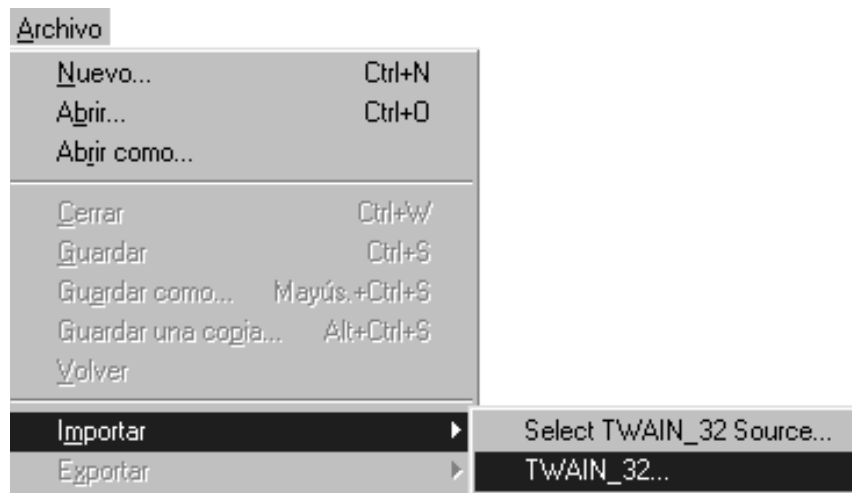 Archivo
Nuevo... Ctrl+N
Abrir... Ctrl+O
Abrir como...
Cerrar Ctrl+W
Guardar Ctrl+S
Guardar como... Mayús.+Ctrl+S
Guardar una copia... Alt+Ctrl+S
Volver
Importar Select TWAIN_32 Source...
Exportar TWAIN_32...